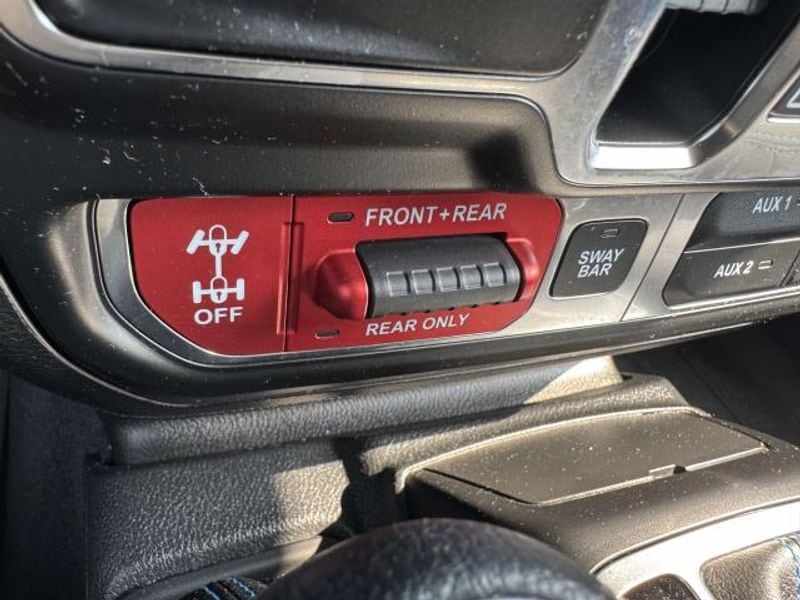 FRONT+REAR
OFF
REAR ONLY
SWAY
BAR
AUX 1
AUX 2